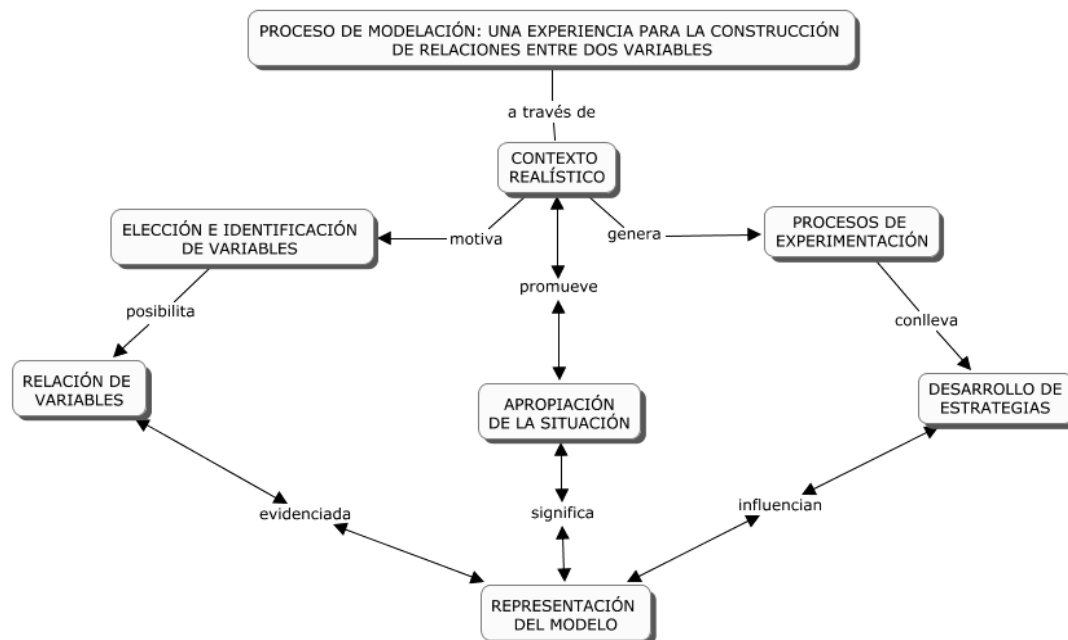 PROCESO DE MODELACIÓN: UNA EXPERIENCIA PARA LA CONSTRUCCIÓN
DE RELACIONES ENTRE DOS VARIABLES
a través de
CONTEXTO
REALÍSTICO
ELECCIÓN E IDENTIFICACIÓN
DE VARIABLES
motiva
genera
PROCESOS DE
EXPERIMENTACIÓN
promueve
posibilita
conlleva
RELACIÓN DE
VARIABLES
APROPIACIÓN
DE LA SITUACIÓN
DESARROLLO DE
ESTRATEGIAS
evidenciada
significa
influencian
REPRESENTACIÓN
DEL MODELO